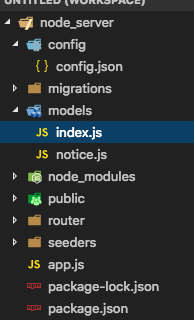 UNTITLED (WORKSPACE)
node_server
config
{ } config.json
migrations
models
JS index.js
JS notice.js
node_modules
public
router
seeders
JS app.js
package-lock.json
package.json